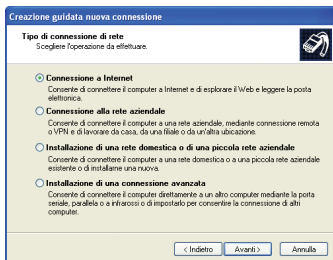 Creazione guidata nuova connessione
Tipo di connessione di rete
Scegliere l'operazione da effettuare.
Connessione a Internet
Consente di connettere il computer a Internet e di esplorare il Web e leggere la posta
elettronica.
Connessione alla rete aziendale
Consente di connettere il computer a una rete aziendale, mediante connessione remota
o VPN e di lavorare da casa, da una filiale o da un'altra ubicazione.
Installazione di una rete domestica o di una piccola rete aziendale
Consente di connettere il computer a una rete domestica o a una piccola rete aziendale
esistente o di installarne una nuova.
Installazione di una connessione avanzata
Consente di connettere il computer direttamente a un altro computer mediante la porta
seriale, parallela o a infrarossi o di impostarlo per consentire la connessione di altri
computer.
< Indietro Avanti > Annulla